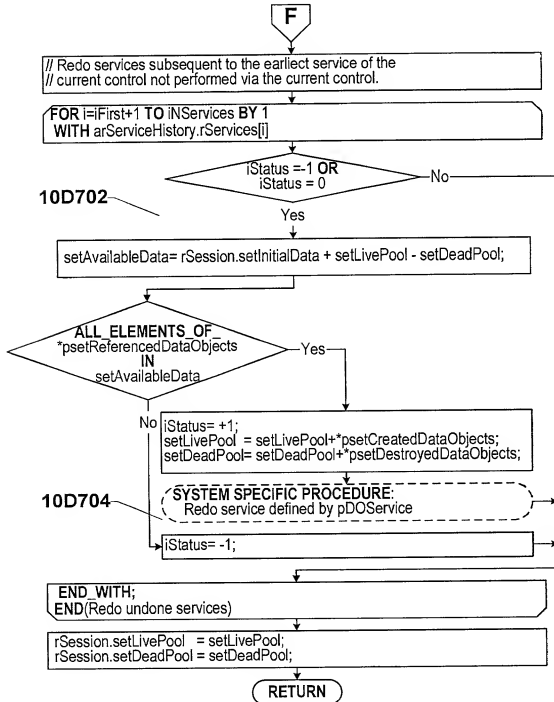 F
// Redo services subsequent to the earliest service of the
// current control not performed via the current control.
FOR i=iFirst+1 TO iNServices BY 1
WITH arServiceHistory.rServices[i]
iStatus =-1 OR
iStatus = 0
No
10D702
Yes
setAvailableData= rSession.setInitialData + setLivePool - setDeadPool;
ALL_ELEMENTS_OF_
*psetReferencedDataObjects
IN
setAvailableData
Yes
No
iStatus= +1;
setLivePool = setLivePool+*psetCreatedDataObjects;
setDeadPool= setDeadPool+*psetDestroyedDataObjects;
10D704
SYSTEM SPECIFIC PROCEDURE:
Redo service defined by pDOService
iStatus= -1;
END_WITH;
END(Redo undone services)
rSession.setLivePool = setLivePool;
rSession.setDeadPool = setDeadPool;
RETURN